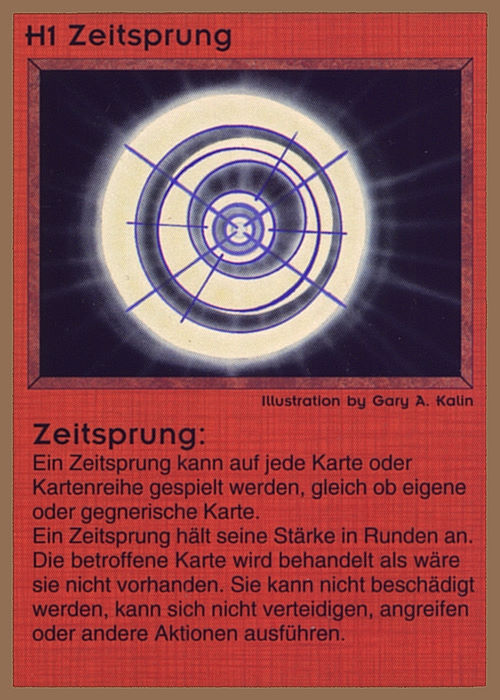 H1 Zeitsprung
Illustration by Gary A. Kalin
Zeitsprung:
Ein Zeitsprung kann auf jede Karte oder
Kartenreihe gespielt werden, gleich ob eigene
oder gegnerische Karte.
Ein Zeitsprung hält seine Stärke in Runden an.
Die betroffene Karte wird behandelt als wäre
sie nicht vorhanden. Sie kann nicht beschädigt
werden, kann sich nicht verteidigen, angreifen
oder andere Aktionen ausführen.